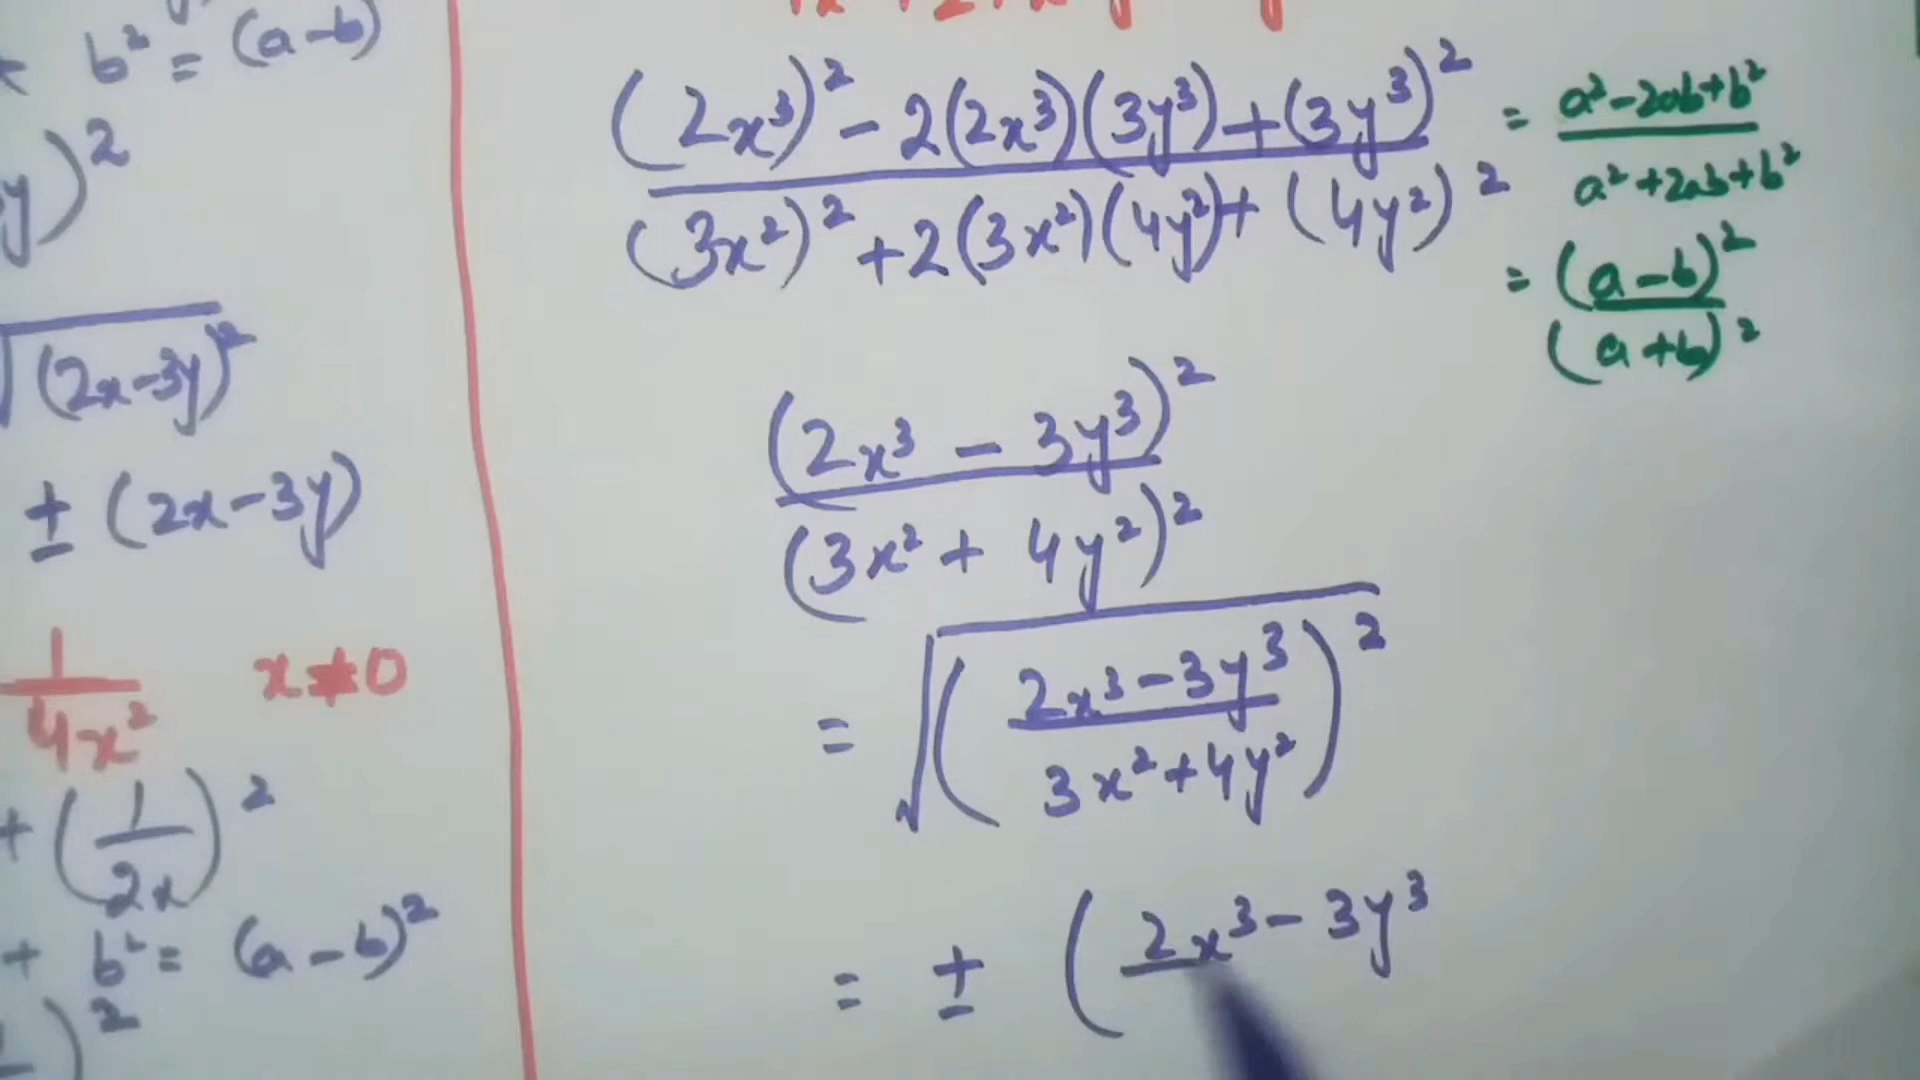 b² = (a-b)
y)²
√(2x-3y)²
± (2x-3y)
1/4x² x≠0
+ (1/2x)²
+ b² = (a-b)²
)²
(2x³)² - 2(2x³)(3y³) + (3y³)²
(3x²)² + 2(3x²)(4y²) + (4y²)²
= a²-2ab+b²
a²+2ab+b²
= (a-b)²
(a+b)²
(2x³ - 3y³)²
(3x² + 4y²)²
= √(2x³-3y³/3x²+4y²)²
= ± (2x³-3y³